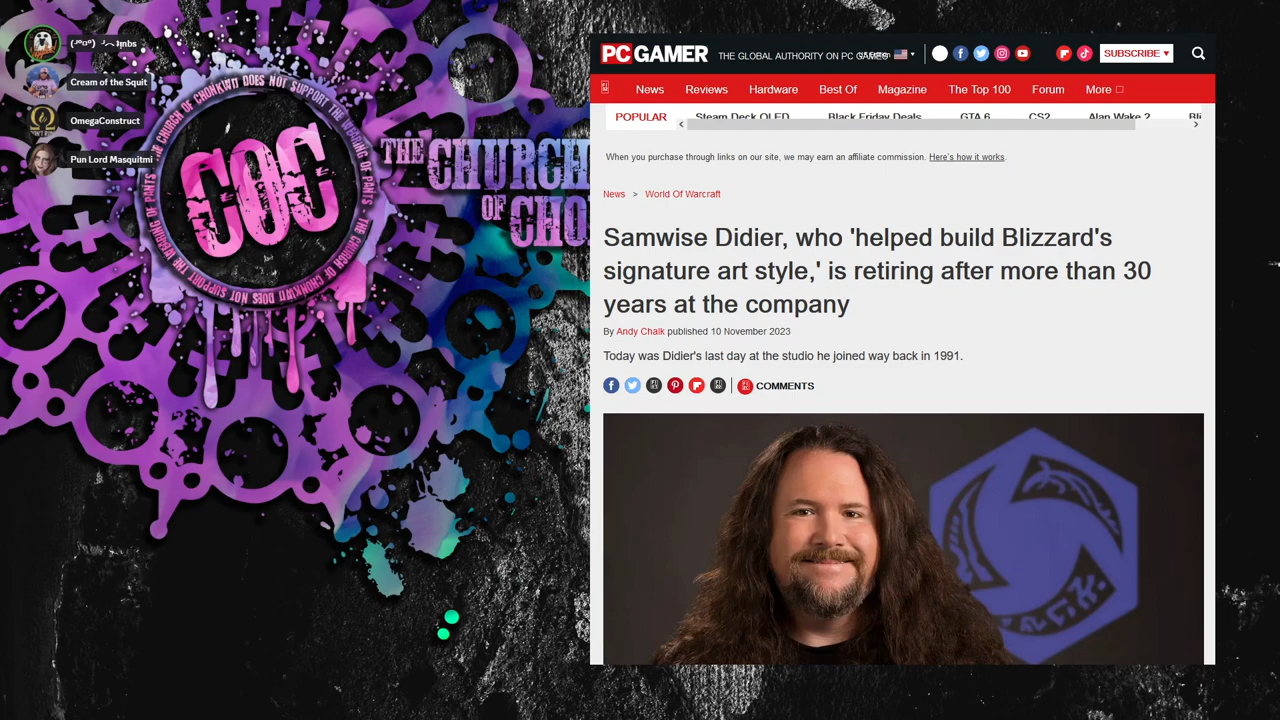 Cream of the Squit
OmegaConstruct
Pun Lord Masquitmi
THE CHURCH OF CHONKWTJ DOES NOT SUPPORT THE WEARING OF PANTS
COC
THE CHURCH
OF CHO
PC GAMER THE GLOBAL AUTHORITY ON PC GAMES
SUBSCRIBE
News Reviews Hardware Best Of Magazine The Top 100 Forum More
POPULAR Steam Deck OLED Black Friday Deals GTA 6 CS2 Alan Wake 2 Bl
When you purchase through links on our site, we may earn an affiliate commission. Here's how it works.
News > World Of Warcraft
Samwise Didier, who 'helped build Blizzard's
signature art style,' is retiring after more than 30
years at the company
By Andy Chalk published 10 November 2023
Today was Didier's last day at the studio he joined way back in 1991.
COMMENTS